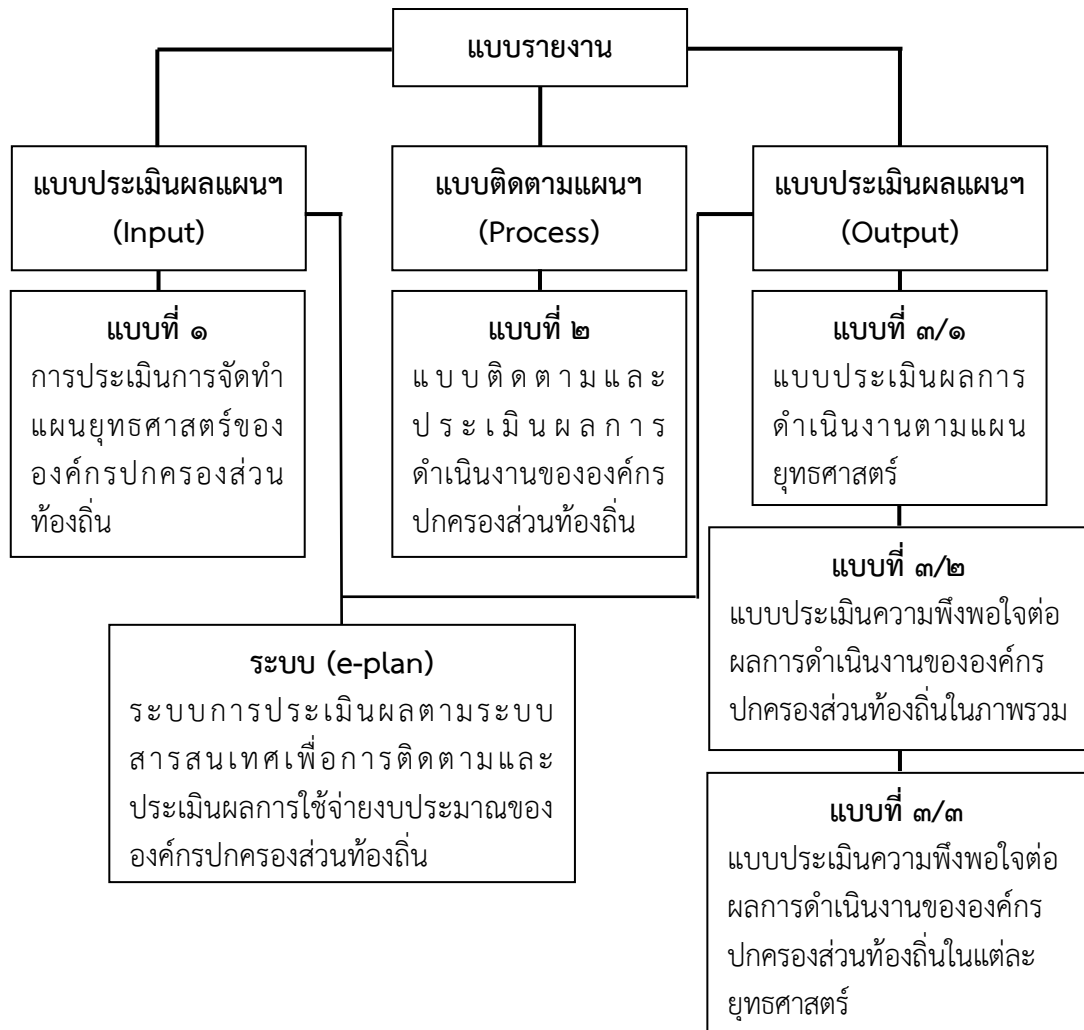 แบบรายงาน
แบบประเมินผลแผนฯ
(Input)
แบบติดตามแผนฯ
(Process)
แบบประเมินผลแผนฯ
(Output)
แบบที่ ๑
การประเมินการจัดทำ
แผนยุทธศาสตร์ของ
องค์กรปกครองส่วน
ท้องถิ่น
แบบที่ ๒
แบบติดตามและ
ประเมินผลการ
ดำเนินงานขององค์กร
ปกครองส่วนท้องถิ่น
แบบที่ ๓/๑
แบบประเมินผลการ
ดำเนินงานตามแผน
ยุทธศาสตร์
แบบที่ ๓/๒
แบบประเมินความพึงพอใจต่อ
ผลการดำเนินงานขององค์กร
ปกครองส่วนท้องถิ่นในภาพรวม
ระบบ (e-plan)
ระบบการประเมินผลตามระบบ
สารสนเทศเพื่อการติดตามและ
ประเมินผลการใช้จ่ายงบประมาณของ
องค์กรปกครองส่วนท้องถิ่น
แบบที่ ๓/๓
แบบประเมินความพึงพอใจต่อ
ผลการดำเนินงานขององค์กร
ปกครองส่วนท้องถิ่นในแต่ละ
ยุทธศาสตร์